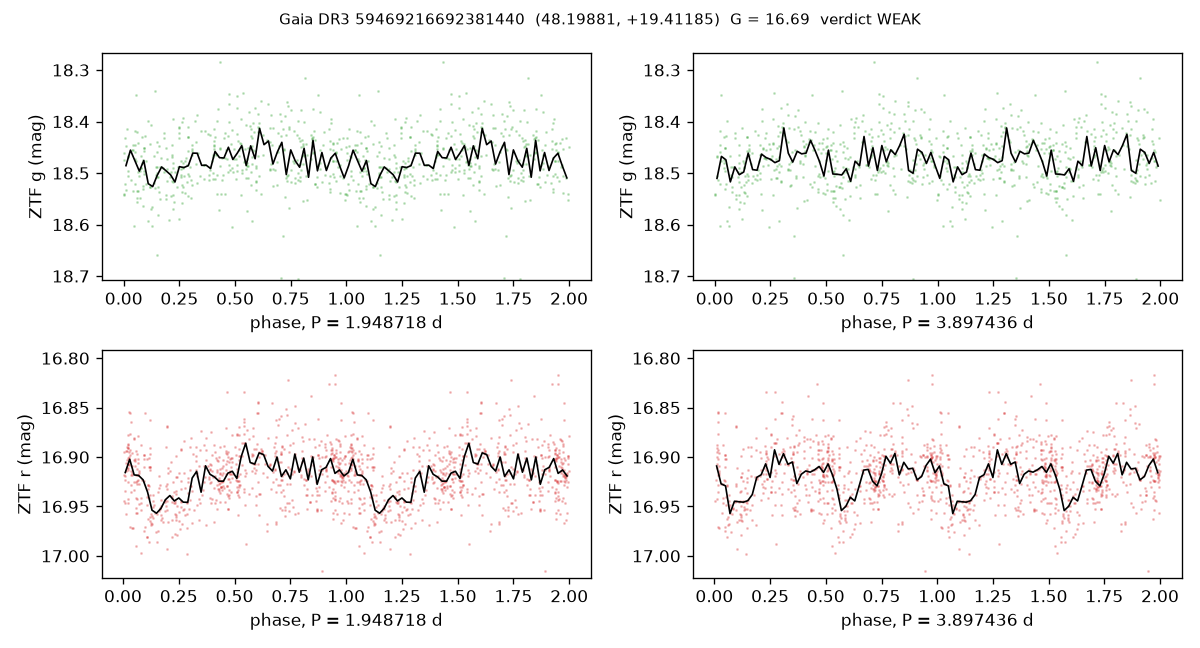 Gaia DR3 59469216692381440  (48.19881, +19.41185)  G = 16.69  verdict WEAK
ZTF g (mag)
18.3
18.4
18.5
18.6
18.7
0.00 0.25 0.50 0.75 1.00 1.25 1.50 1.75 2.00
phase, P = 1.948718 d
ZTF g (mag)
18.3
18.4
18.5
18.6
18.7
0.00 0.25 0.50 0.75 1.00 1.25 1.50 1.75 2.00
phase, P = 3.897436 d
ZTF r (mag)
16.80
16.85
16.90
16.95
17.00
0.00 0.25 0.50 0.75 1.00 1.25 1.50 1.75 2.00
phase, P = 1.948718 d
ZTF r (mag)
16.80
16.85
16.90
16.95
17.00
0.00 0.25 0.50 0.75 1.00 1.25 1.50 1.75 2.00
phase, P = 3.897436 d